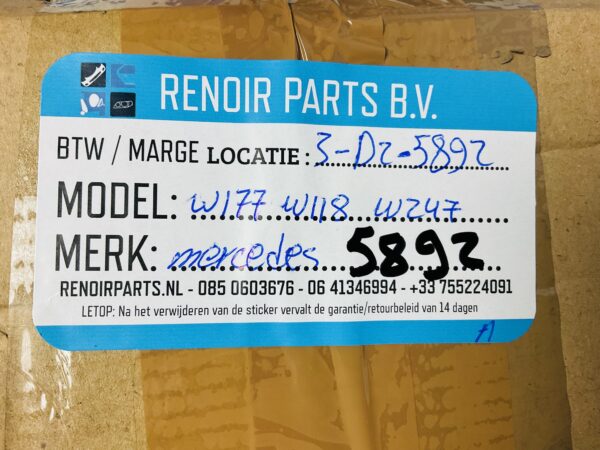 RENOIR PARTS B.V.
BTW / MARGE LOCATIE: 3-D2-5892
MODEL: W177 W118 W247
MERK: mercedes 5892
RENOIRPARTS.NL - 085 0603676 - 06 41346994 - +33 755224091
LETOP: Na het verwijderen van de sticker vervalt de garantie/retourbeleid van 14 dagen